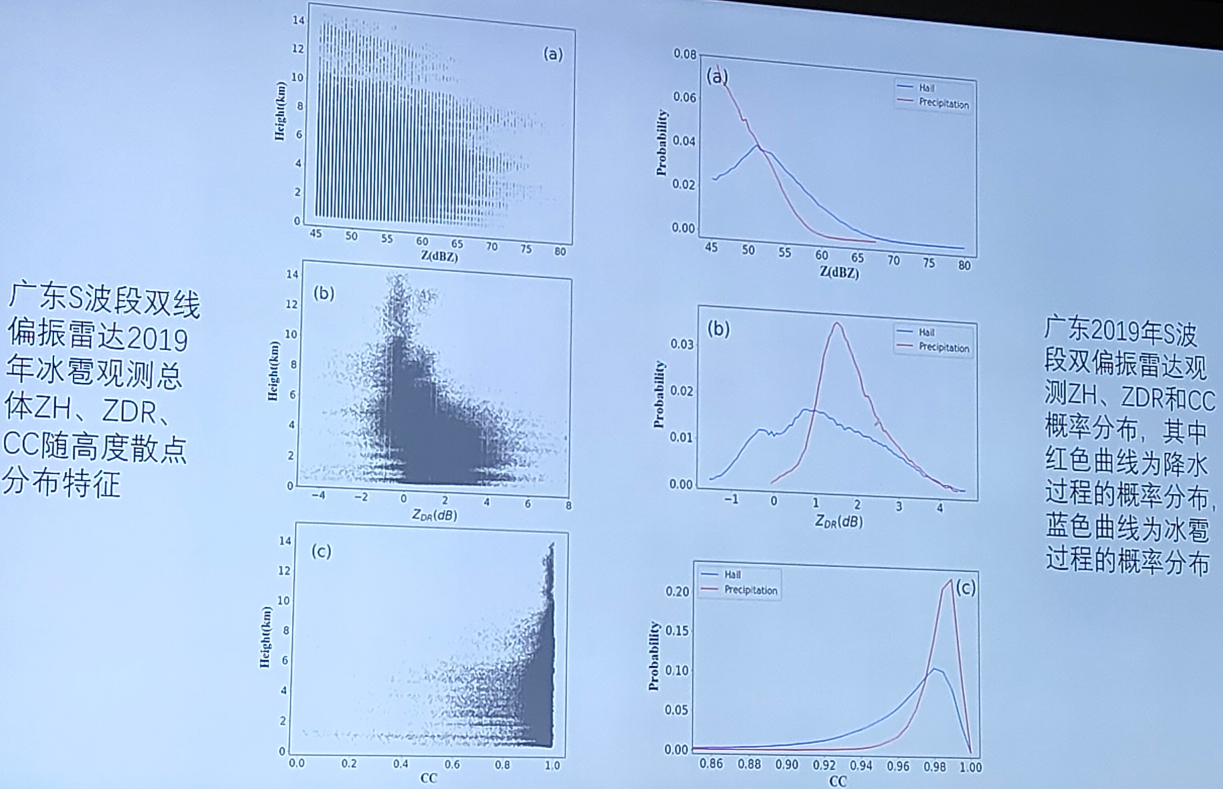 广东S波段双线
偏振雷达2019
年冰雹观测总
体ZH、ZDR、
CC随高度散点
分布特征
(a)
Height(km)
14
12
10
8
6
4
2
0
45 50 55 60 65 70 75 80
Z(dBZ)
(b)
Height(km)
14
12
10
8
6
4
2
0
−4 −2 0 2 4 6 8
Z_DR(dB)
(c)
Height(km)
14
12
10
8
6
4
2
0
0.0 0.2 0.4 0.6 0.8 1.0
CC
(a)
Hail
Precipitation
Probability
0.08
0.06
0.04
0.02
0.00
45 50 55 60 65 70 75 80
Z(dBZ)
(b)
Hail
Precipitation
Probability
0.03
0.02
0.01
0.00
−1 0 1 2 3 4
Z_DR(dB)
Hail
Precipitation
(c)
Probability
0.20
0.15
0.10
0.05
0.00
0.86 0.88 0.90 0.92 0.94 0.96 0.98 1.00
CC
广东2019年S波
段双偏振雷达观
测ZH、ZDR和CC
概率分布，其中
红色曲线为降水
过程的概率分布，
蓝色曲线为冰雹
过程的概率分布